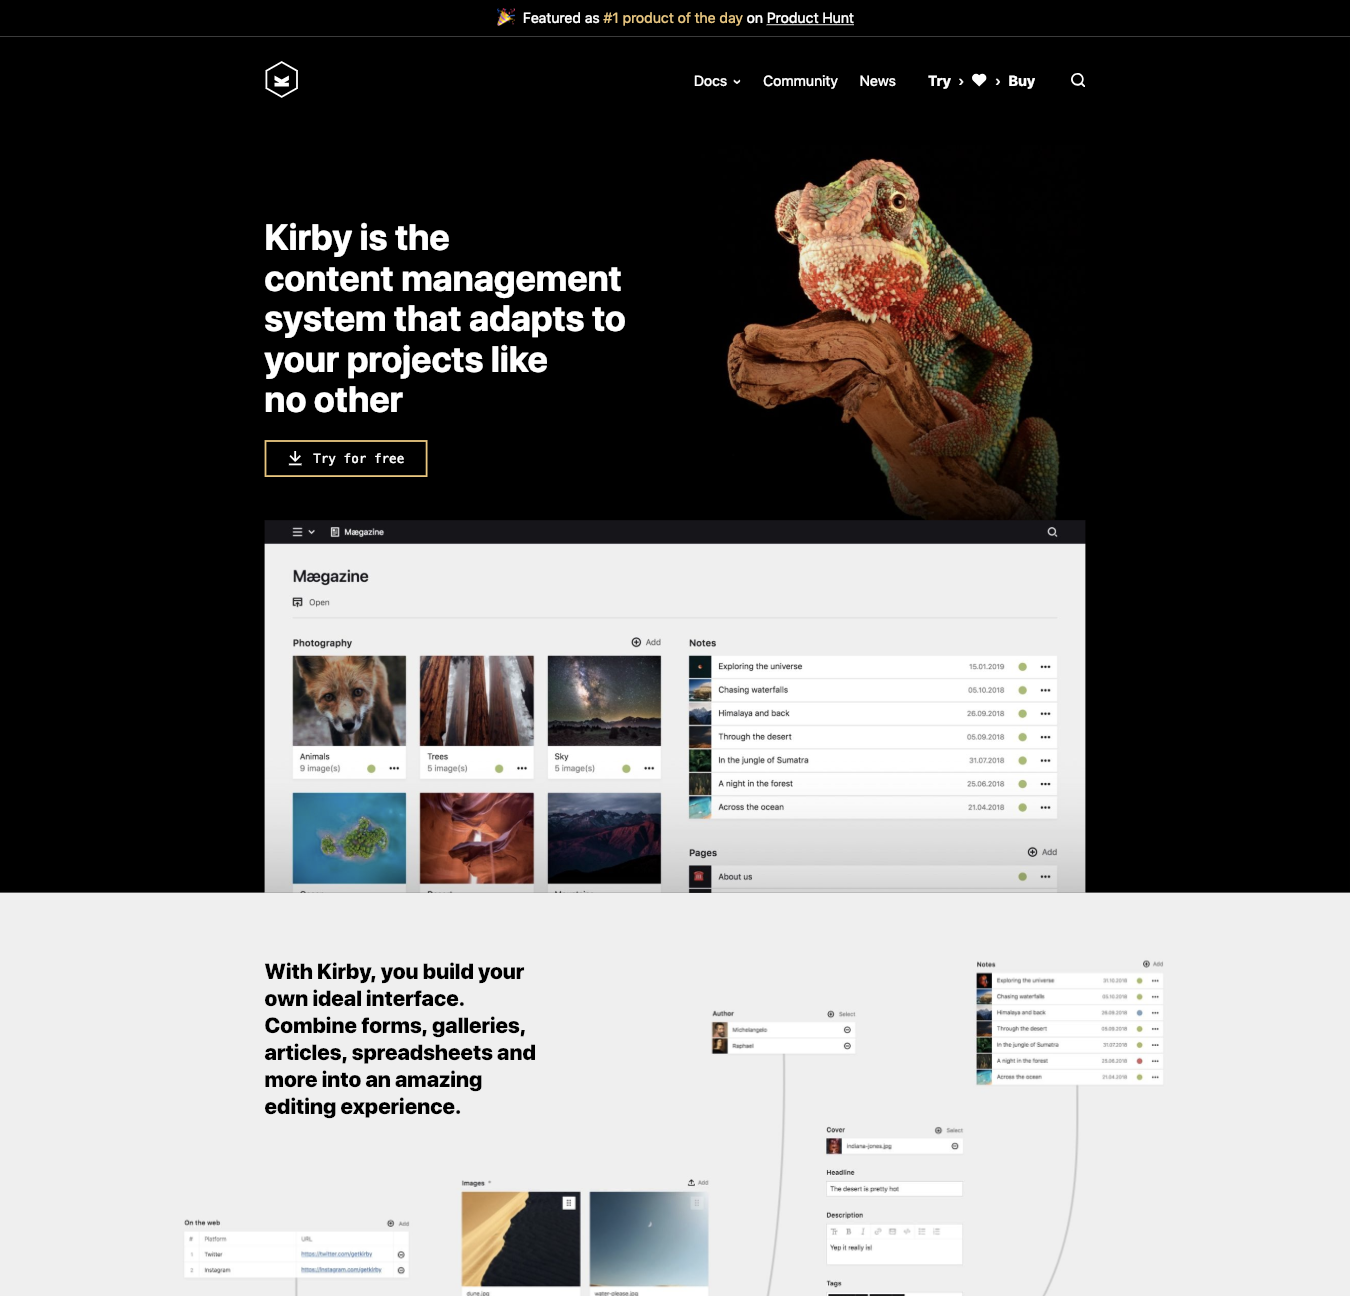 🎉 Featured as #1 product of the day on Product Hunt
Docs Community News Try › ♥ › Buy
Kirby is the
content management
system that adapts to
your projects like
no other
Try for free
Mægazine
Mægazine
Open
Photography Add
Animals
9 image(s)
Trees
5 image(s)
Sky
5 image(s)
Notes
Exploring the universe 15.01.2019
Chasing waterfalls 05.10.2018
Himalaya and back 26.09.2018
Through the desert 05.09.2018
In the jungle of Sumatra 31.07.2018
A night in the forest 25.06.2018
Across the ocean 21.04.2018
Pages Add
About us
With Kirby, you build your
own ideal interface.
Combine forms, galleries,
articles, spreadsheets and
more into an amazing
editing experience.
Author Select
Michelangelo
Raphael
Notes Add
Exploring the universe 31.10.2018
Chasing waterfalls 05.10.2018
Himalaya and back 26.09.2018
Through the desert 05.09.2018
In the jungle of Sumatra 31.07.2018
A night in the forest 25.06.2018
Across the ocean 21.04.2018
Cover Select
indiana-jones.jpg
Headline
The desert is pretty hot
Description
Yep it really is!
Tags
Images * Add
dune.jpg
water-please.jpg
On the web Add
# Platform URL
1 Twitter https://twitter.com/getkirby
2 Instagram https://instagram.com/getkirby